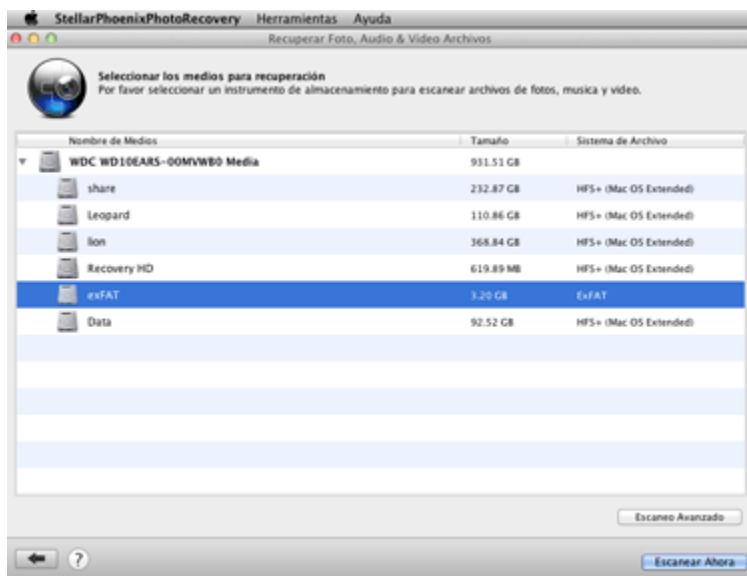 StellarPhoenixPhotoRecovery Herramientas Ayuda
Recuperar Foto, Audio & Video Archivos
Seleccionar los medios para recuperación
Por favor seleccionar un instrumento de almacenamiento para escanear archivos de fotos, musica y video.
Nombre de Medios Tamaño Sistema de Archivo
WDC WD10EARS-00MVWB0 Media 931.51 GB
share 232.87 GB HFS+ (Mac OS Extended)
Leopard 110.86 GB HFS+ (Mac OS Extended)
lion 368.84 GB HFS+ (Mac OS Extended)
Recovery HD 619.89 MB HFS+ (Mac OS Extended)
exFAT 3.20 GB ExFAT
Data 92.52 GB HFS+ (Mac OS Extended)
Escaneo Avanzado
?
Escanear Ahora